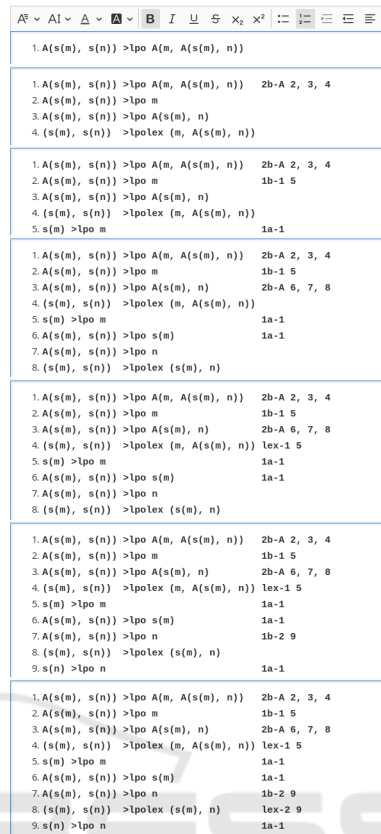 1. A(s(m), s(n)) >lpo A(m, A(s(m), n))
1. A(s(m), s(n)) >lpo A(m, A(s(m), n)) 2b-A 2, 3, 4
2. A(s(m), s(n)) >lpo m
3. A(s(m), s(n)) >lpo A(s(m), n)
4. (s(m), s(n)) >lpolex (m, A(s(m), n))
1. A(s(m), s(n)) >lpo A(m, A(s(m), n)) 2b-A 2, 3, 4
2. A(s(m), s(n)) >lpo m 1b-1 5
3. A(s(m), s(n)) >lpo A(s(m), n)
4. (s(m), s(n)) >lpolex (m, A(s(m), n))
5. s(m) >lpo m 1a-1
1. A(s(m), s(n)) >lpo A(m, A(s(m), n)) 2b-A 2, 3, 4
2. A(s(m), s(n)) >lpo m 1b-1 5
3. A(s(m), s(n)) >lpo A(s(m), n) 2b-A 6, 7, 8
4. (s(m), s(n)) >lpolex (m, A(s(m), n))
5. s(m) >lpo m 1a-1
6. A(s(m), s(n)) >lpo s(m) 1a-1
7. A(s(m), s(n)) >lpo n
8. (s(m), s(n)) >lpolex (s(m), n)
1. A(s(m), s(n)) >lpo A(m, A(s(m), n)) 2b-A 2, 3, 4
2. A(s(m), s(n)) >lpo m 1b-1 5
3. A(s(m), s(n)) >lpo A(s(m), n) 2b-A 6, 7, 8
4. (s(m), s(n)) >lpolex (m, A(s(m), n)) lex-1 5
5. s(m) >lpo m 1a-1
6. A(s(m), s(n)) >lpo s(m) 1a-1
7. A(s(m), s(n)) >lpo n
8. (s(m), s(n)) >lpolex (s(m), n)
1. A(s(m), s(n)) >lpo A(m, A(s(m), n)) 2b-A 2, 3, 4
2. A(s(m), s(n)) >lpo m 1b-1 5
3. A(s(m), s(n)) >lpo A(s(m), n) 2b-A 6, 7, 8
4. (s(m), s(n)) >lpolex (m, A(s(m), n)) lex-1 5
5. s(m) >lpo m 1a-1
6. A(s(m), s(n)) >lpo s(m) 1a-1
7. A(s(m), s(n)) >lpo n 1b-2 9
8. (s(m), s(n)) >lpolex (s(m), n)
9. s(n) >lpo n 1a-1
1. A(s(m), s(n)) >lpo A(m, A(s(m), n)) 2b-A 2, 3, 4
2. A(s(m), s(n)) >lpo m 1b-1 5
3. A(s(m), s(n)) >lpo A(s(m), n) 2b-A 6, 7, 8
4. (s(m), s(n)) >lpolex (m, A(s(m), n)) lex-1 5
5. s(m) >lpo m 1a-1
6. A(s(m), s(n)) >lpo s(m) 1a-1
7. A(s(m), s(n)) >lpo n 1b-2 9
8. (s(m), s(n)) >lpolex (s(m), n) lex-2 9
9. s(n) >lpo n 1a-1